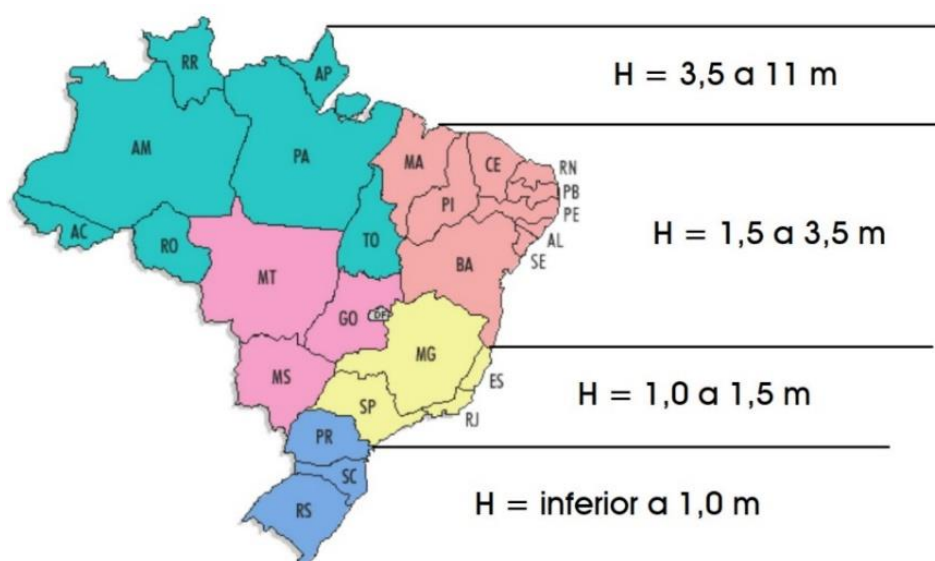 RR
AP
H = 3,5 a 11 m
AM
PA
MA
CE
RN
PB
PI
PE
AC
RO
TO
AL
SE
H = 1,5 a 3,5 m
MT
BA
GO
DF
MG
MS
ES
SP
RJ
H = 1,0 a 1,5 m
PR
SC
RS
H = inferior a 1,0 m